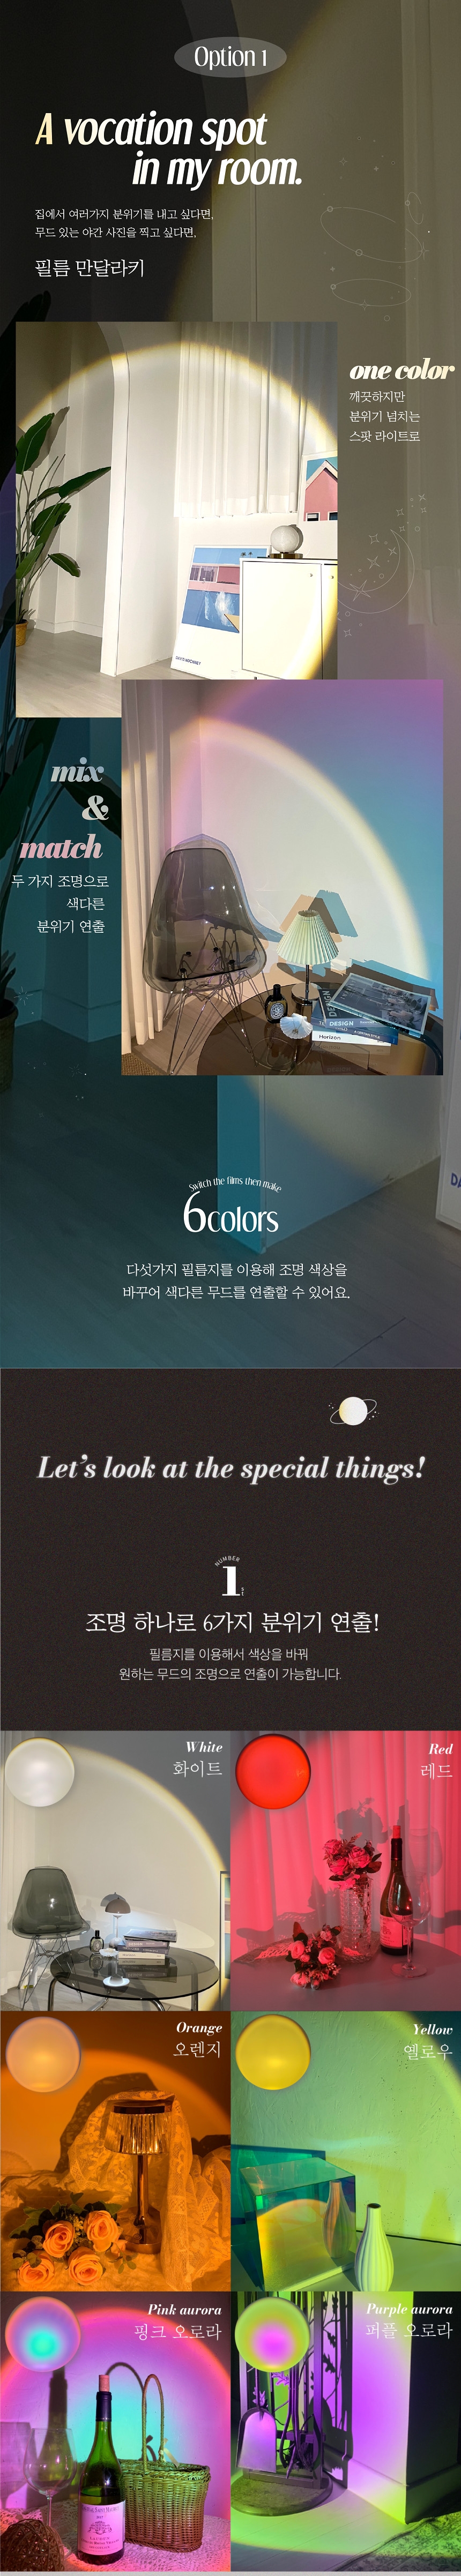 Option 1
A vocation spot
in my room.
집에서 여러가지 분위기를 내고 싶다면,
무드 있는 야간 사진을 찍고 싶다면,
필름 만달라키
one color
깨끗하지만
분위기 넘치는
스팟 라이트로
mix
&
match
두 가지 조명으로
색다른
분위기 연출
DESIGN
Horizon
Switch the films then make
6colors
다섯가지 필름지를 이용해 조명 색상을
바꾸어 색다른 무드를 연출할 수 있어요.
Let's look at the special things!
NUMBER
1
조명 하나로 6가지 분위기 연출!
필름지를 이용해서 색상을 바꿔
원하는 무드의 조명으로 연출이 가능합니다.
White
화이트
Red
레드
Orange
오렌지
Yellow
옐로우
Pink aurora
핑크 오로라
Purple aurora
퍼플 오로라